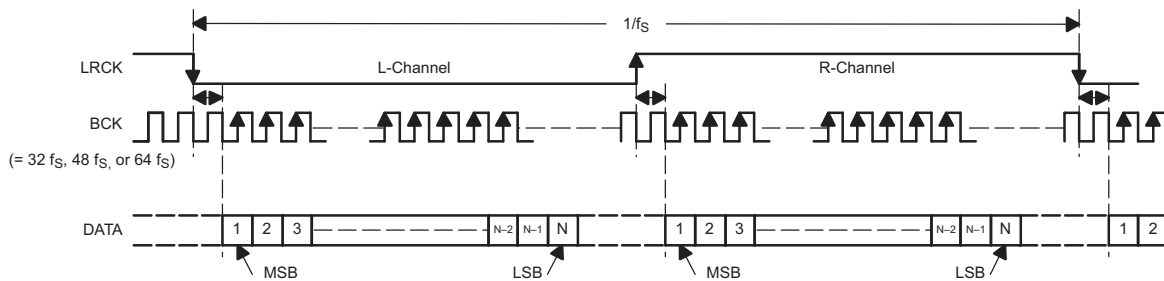 1/fS
LRCK
L-Channel
R-Channel
BCK
(= 32 fS, 48 fS, or 64 fS)
DATA
1 2 3 N–2 N–1 N 1 2 3 N–2 N–1 N 1 2
MSB LSB MSB LSB